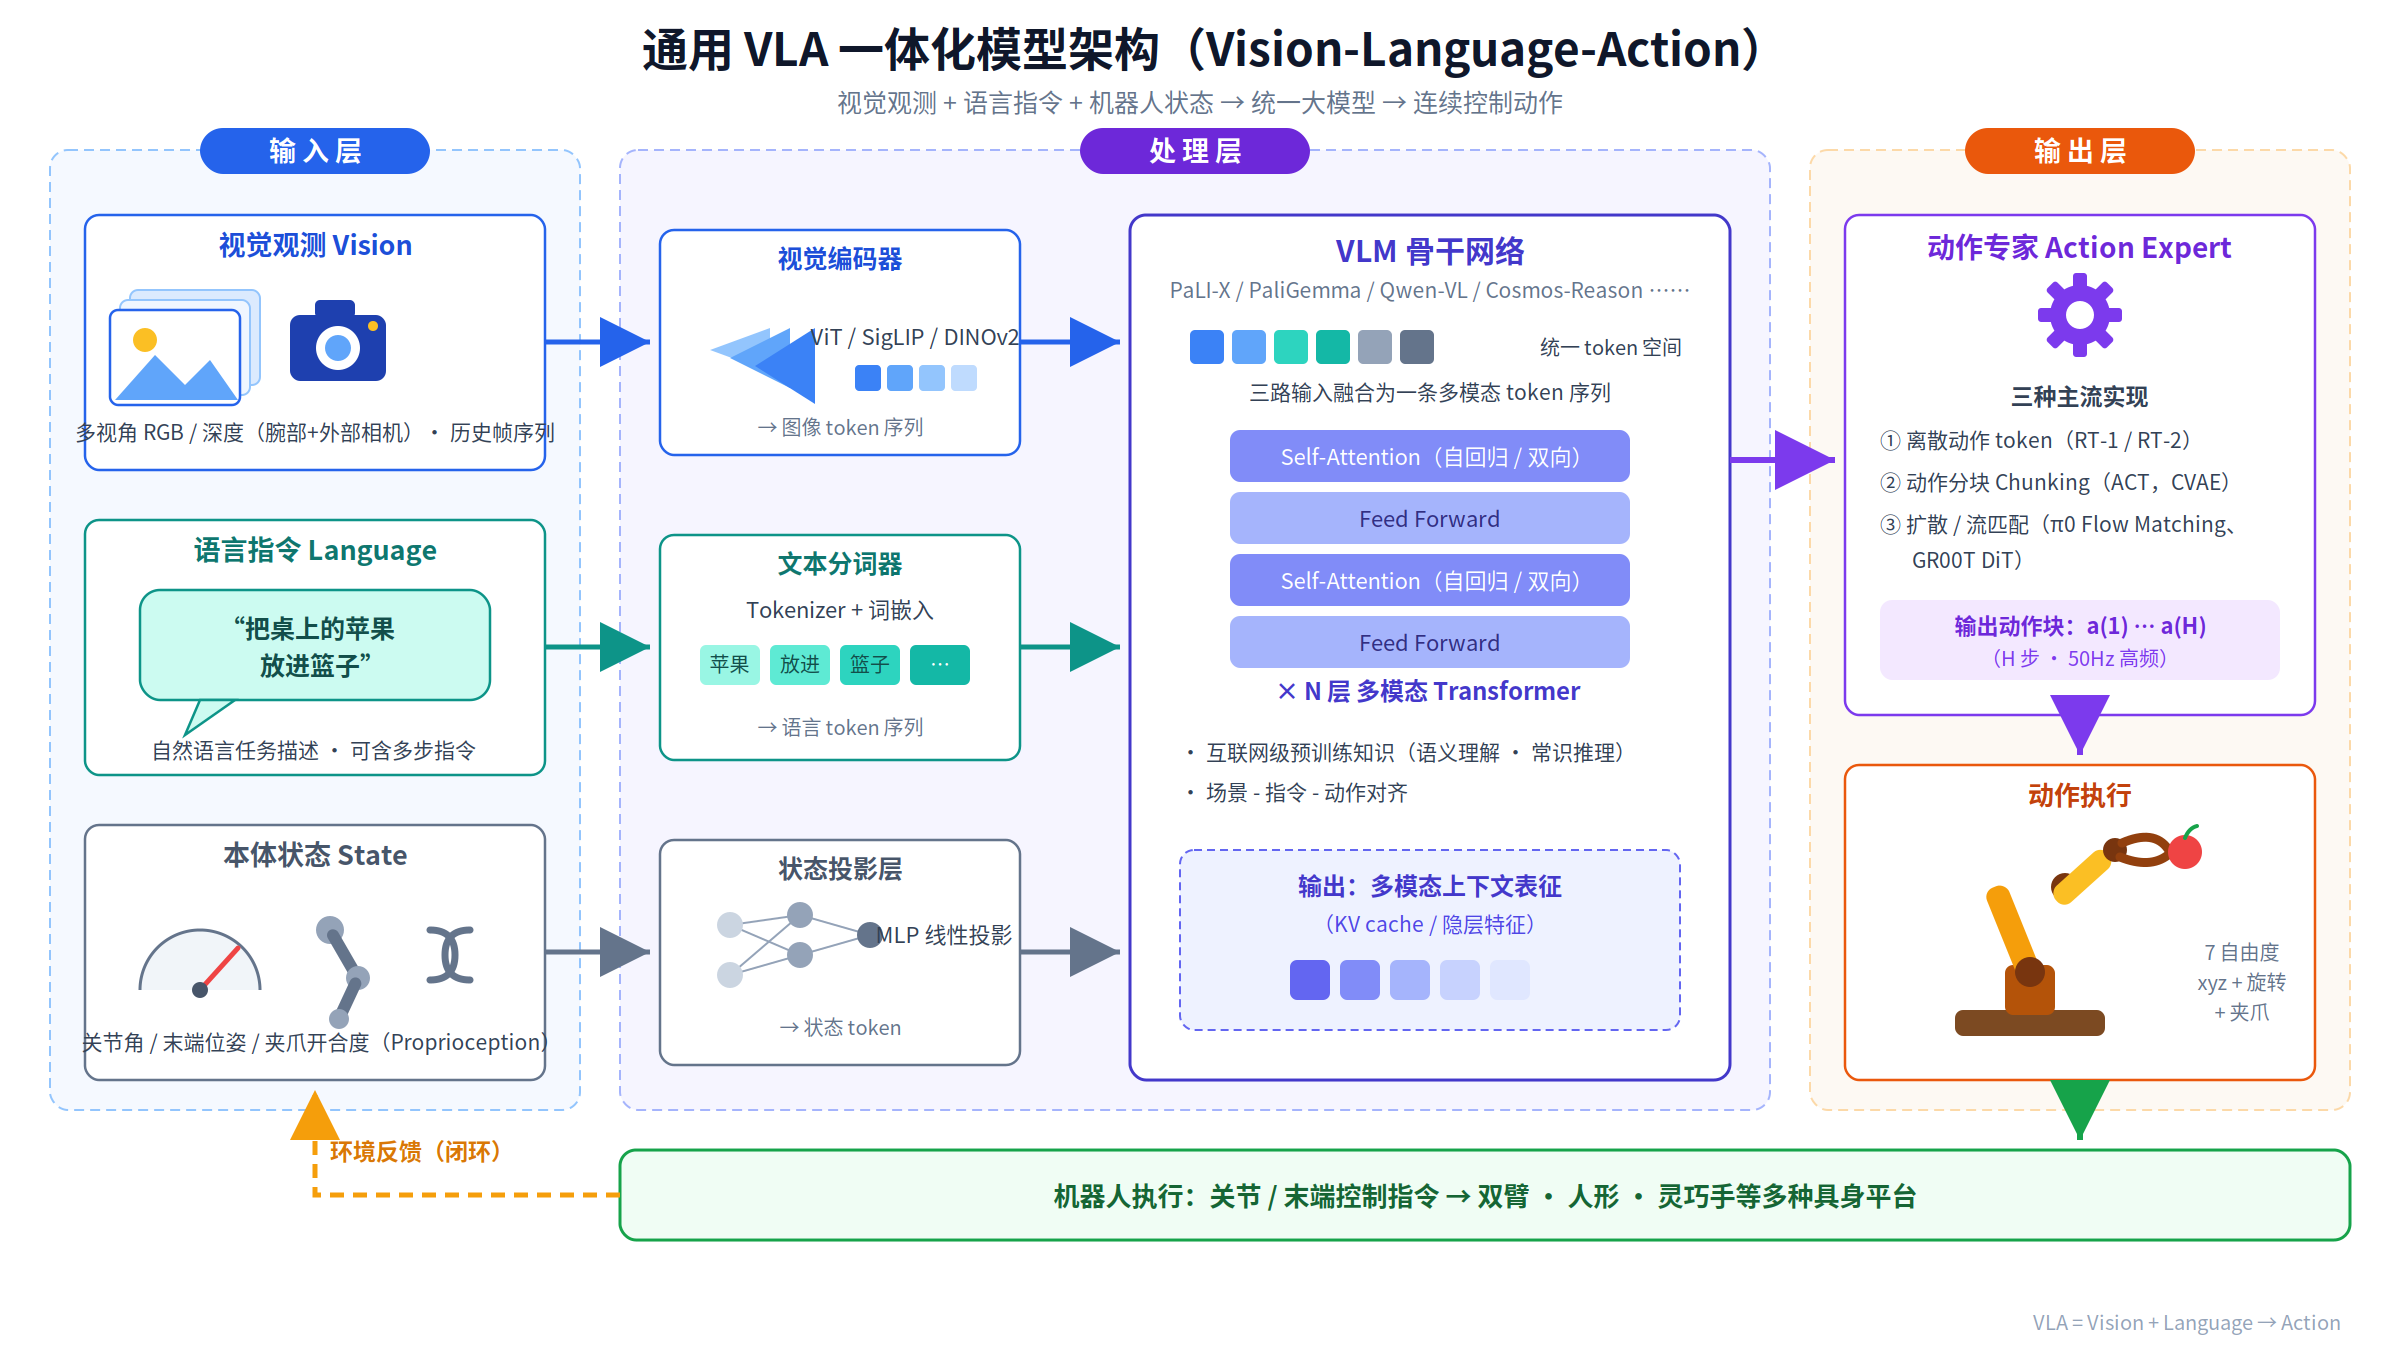 通用 VLA 一体化模型架构（Vision-Language-Action）
视觉观测 + 语言指令 + 机器人状态 → 统一大模型 → 连续控制动作
输入层
视觉观测 Vision
多视角 RGB / 深度（腕部+外部相机） · 历史帧序列
语言指令 Language
“把桌上的苹果
放进篮子”
自然语言任务描述 · 可含多步指令
本体状态 State
关节角 / 末端位姿 / 夹爪开合度（Proprioception）
处理层
视觉编码器
ViT / SigLIP / DINOv2
→ 图像 token 序列
文本分词器
Tokenizer + 词嵌入
苹果 放进 篮子 ···
→ 语言 token 序列
状态投影层
MLP 线性投影
→ 状态 token
VLM 骨干网络
PaLI-X / PaliGemma / Qwen-VL / Cosmos-Reason ······
统一 token 空间
三路输入融合为一条多模态 token 序列
Self-Attention（自回归 / 双向）
Feed Forward
Self-Attention（自回归 / 双向）
Feed Forward
× N 层 多模态 Transformer
· 互联网级预训练知识（语义理解 · 常识推理）
· 场景 - 指令 - 动作对齐
输出：多模态上下文表征
（KV cache / 隐层特征）
输出层
动作专家 Action Expert
三种主流实现
① 离散动作 token（RT-1 / RT-2）
② 动作分块 Chunking（ACT，CVAE）
③ 扩散 / 流匹配（π0 Flow Matching、
GR00T DiT）
输出动作块：a(1) ··· a(H)
（H 步 · 50Hz 高频）
动作执行
7 自由度
xyz + 旋转
+ 夹爪
环境反馈（闭环）
机器人执行：关节 / 末端控制指令 → 双臂 · 人形 · 灵巧手等多种具身平台
VLA = Vision + Language → Action